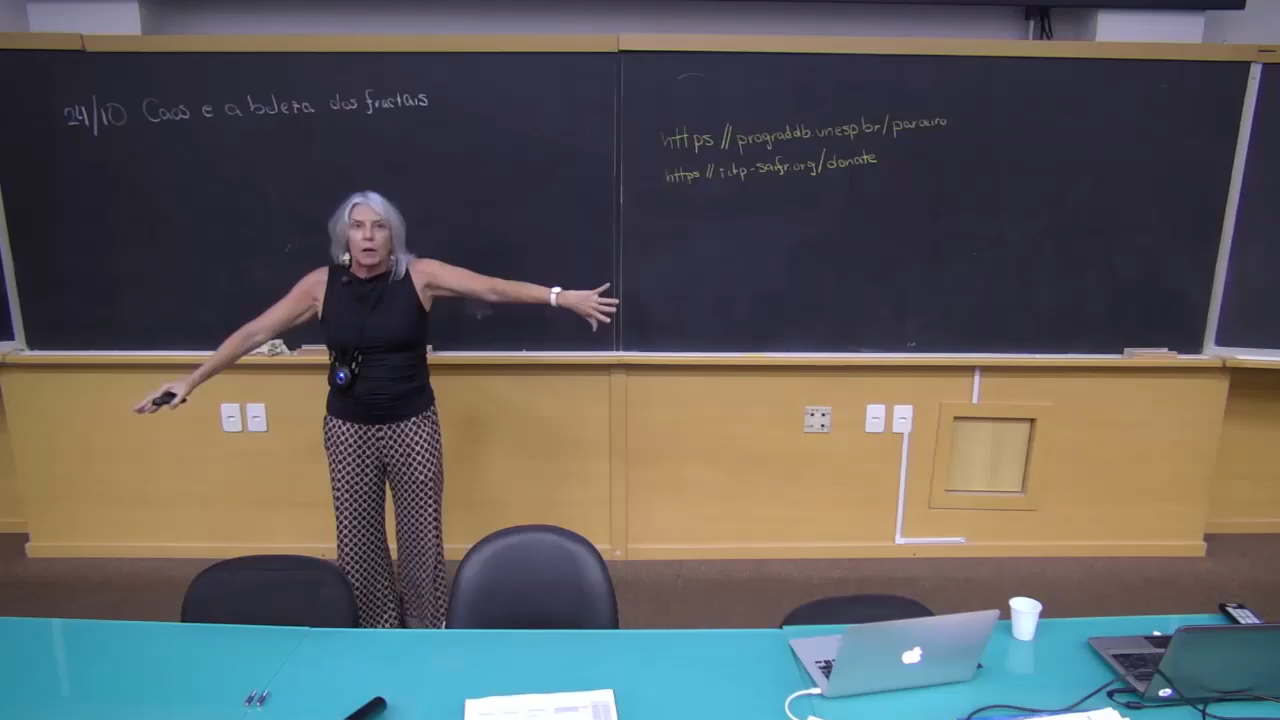 24/10 Caos e a beleza dos fractais
https//prograddb.unesp.br/parceiro
https//ictp-saifr.org/donate